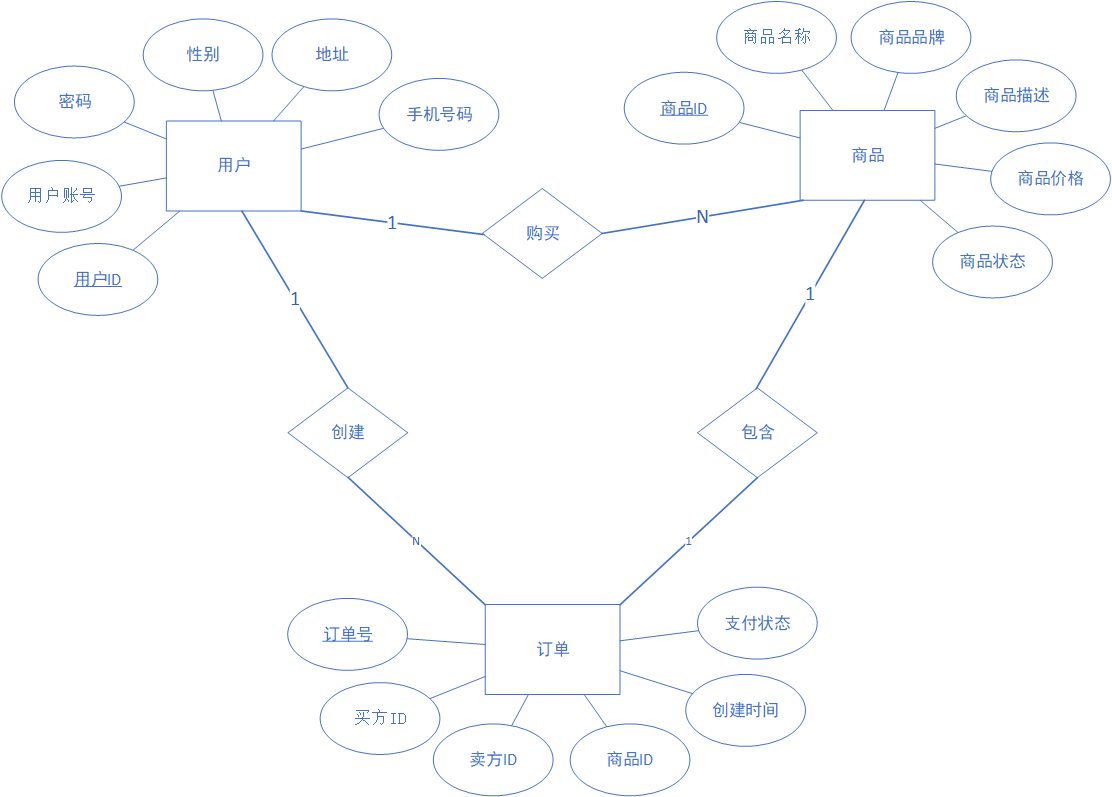 性别
地址
密码
手机号码
用户
用户账号
用户ID
商品名称
商品品牌
商品ID
商品描述
商品
商品价格
商品状态
1
购买
N
1
1
创建
包含
N
1
订单号
订单
支付状态
买方ID
创建时间
卖方ID
商品ID